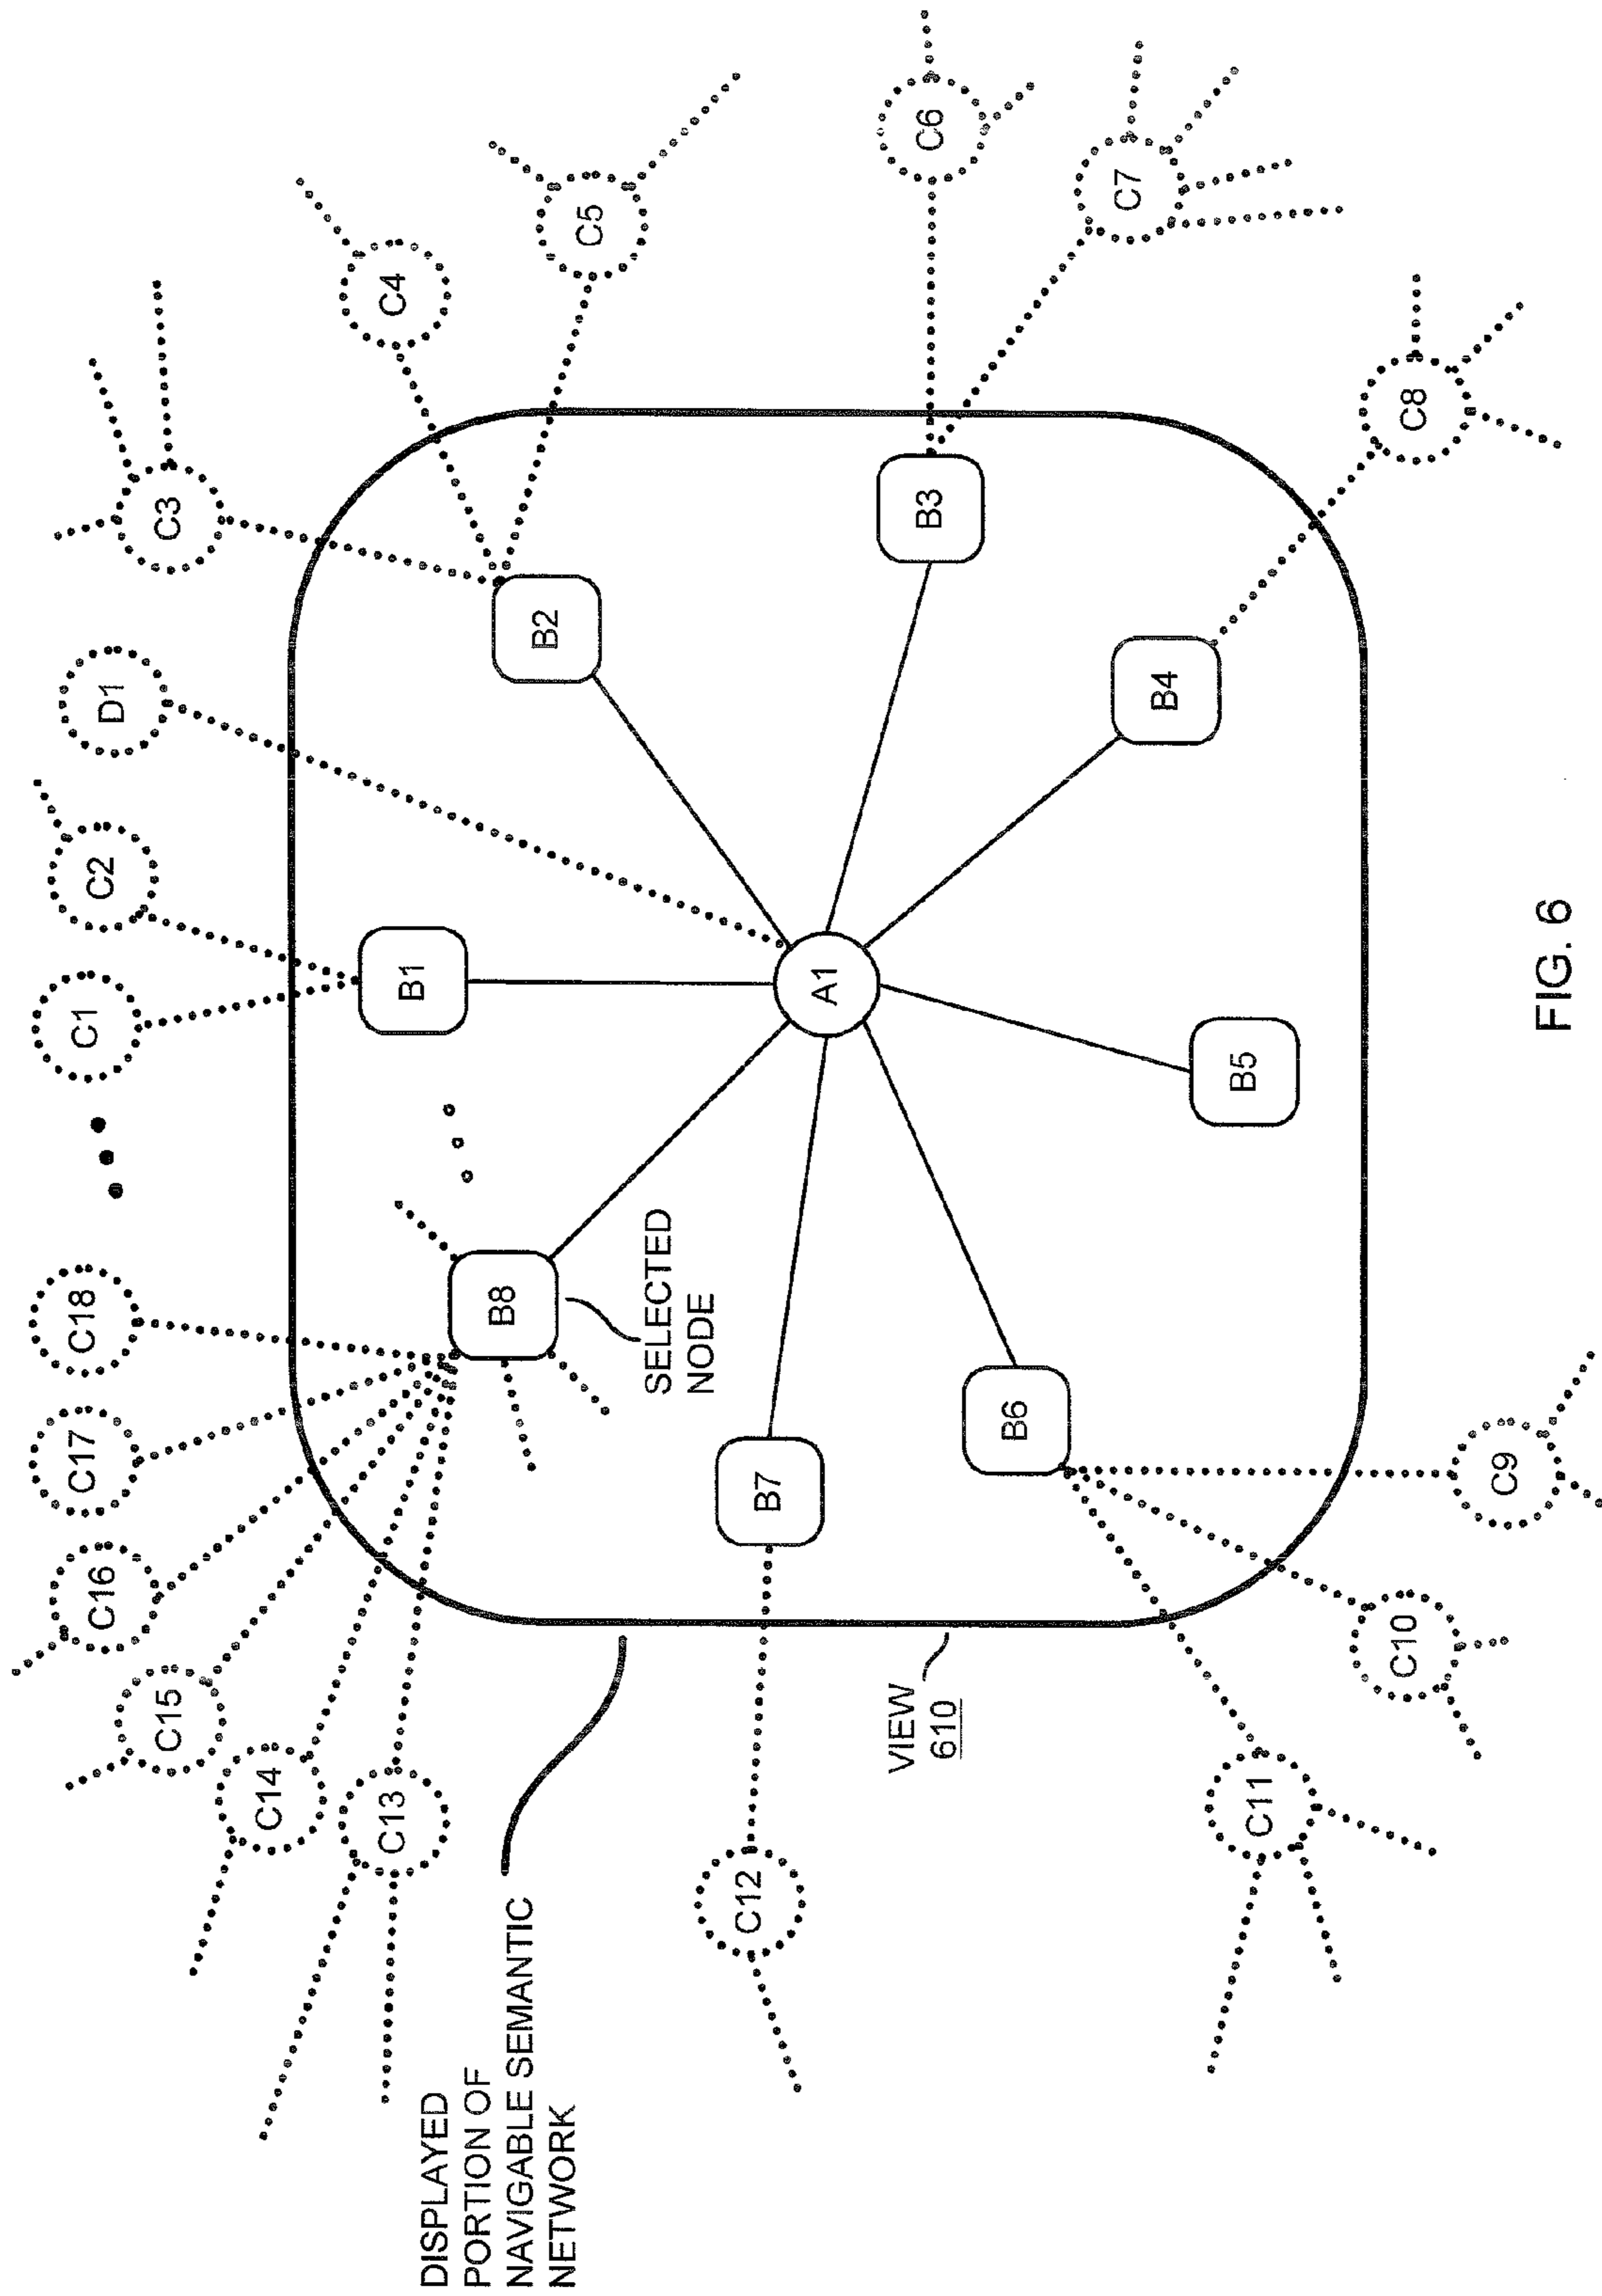 DISPLAYED
PORTION OF
NAVIGABLE SEMANTIC
NETWORK
C13
C14
C15
C16
C17
C18
C1
C2
D1
C3
C4
C5
B8
SELECTED
NODE
B1
B2
C12
B7
A1
B3
C6
VIEW
610
B6
B4
C7
C11
B5
C10
C9
C8
FIG. 6